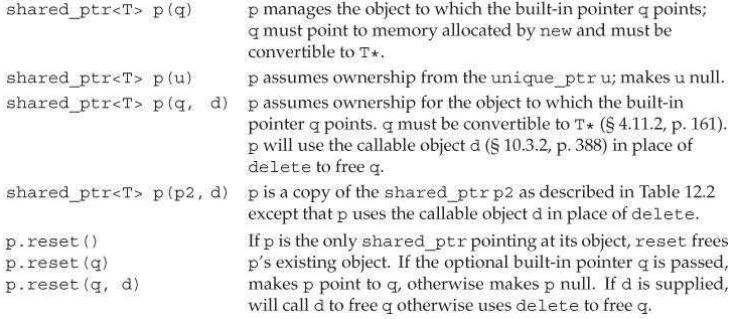 shared_ptr<T> p(q) p manages the object to which the built-in pointer q points;
q must point to memory allocated by new and must be
convertible to T*.
shared_ptr<T> p(u) p assumes ownership from the unique_ptr u; makes u null.
shared_ptr<T> p(q, d) p assumes ownership for the object to which the built-in
pointer q points. q must be convertible to T* (§ 4.11.2, p. 161).
p will use the callable object d (§ 10.3.2, p. 388) in place of
delete to free q.
shared_ptr<T> p(p2, d) p is a copy of the shared_ptr p2 as described in Table 12.2
except that p uses the callable object d in place of delete.
p.reset() If p is the only shared_ptr pointing at its object, reset frees
p.reset(q) p's existing object. If the optional built-in pointer q is passed,
p.reset(q, d) makes p point to q, otherwise makes p null. If d is supplied,
will call d to free q otherwise uses delete to free q.